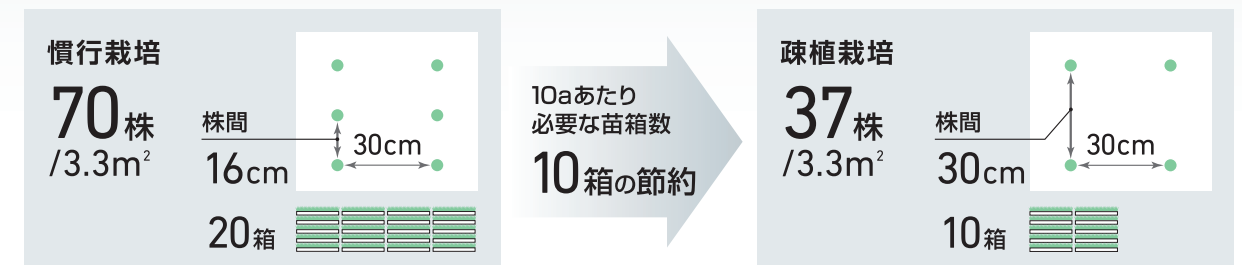 慣行栽培
70株
/3.3m²
株間
16cm
30cm
20箱
10aあたり
必要な苗箱数
10箱の節約
疎植栽培
37株
/3.3m²
株間
30cm
30cm
10箱